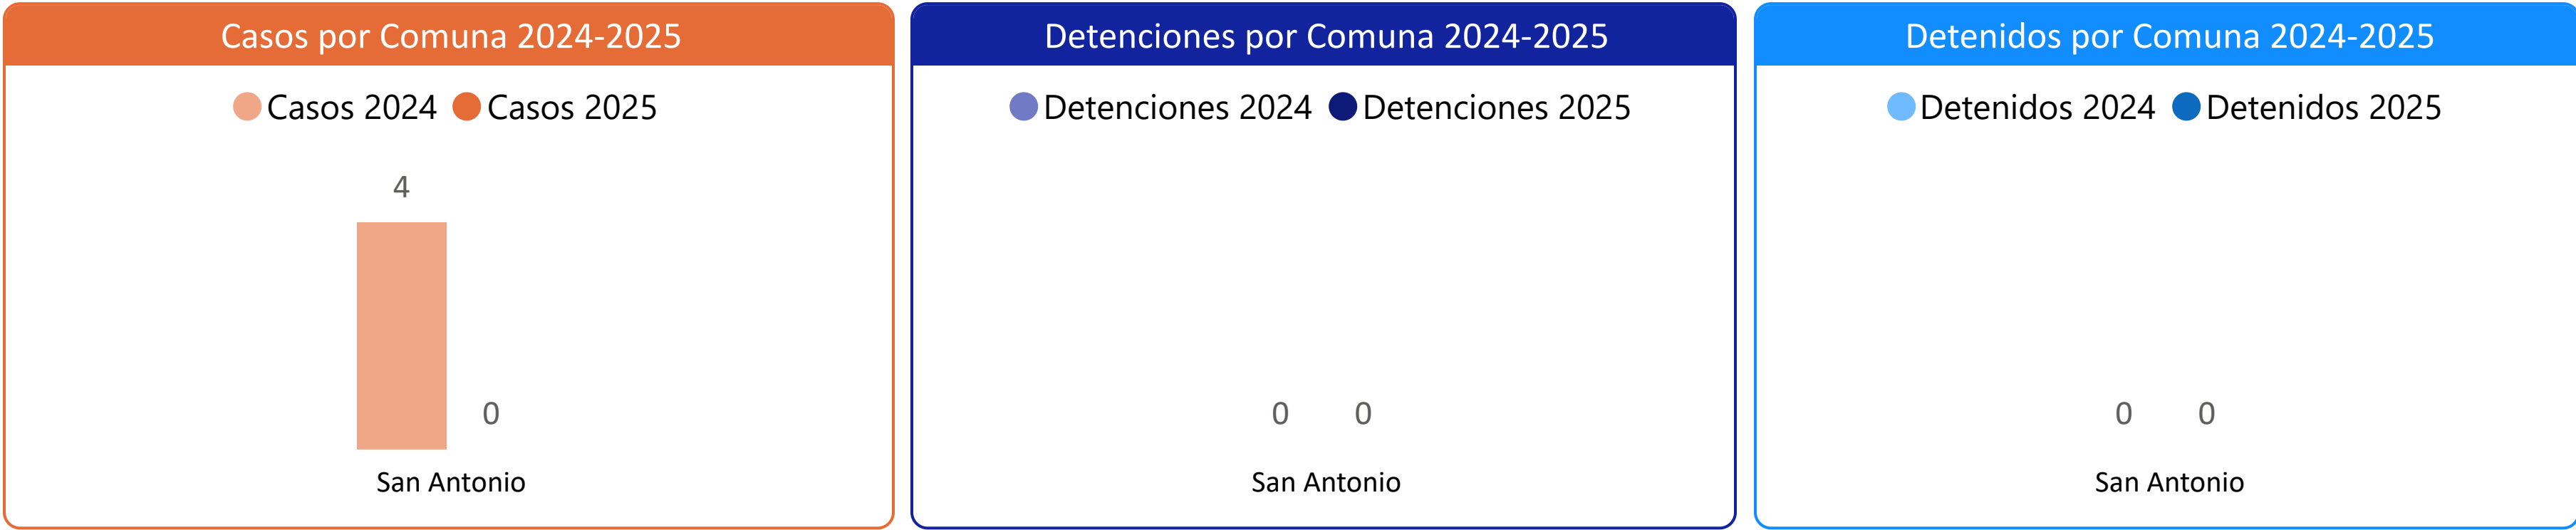 Casos por Comuna 2024-2025
Casos 2024 Casos 2025
4
0
San Antonio
Detenciones por Comuna 2024-2025
Detenciones 2024 Detenciones 2025
0 0
San Antonio
Detenidos por Comuna 2024-2025
Detenidos 2024 Detenidos 2025
0 0
San Antonio